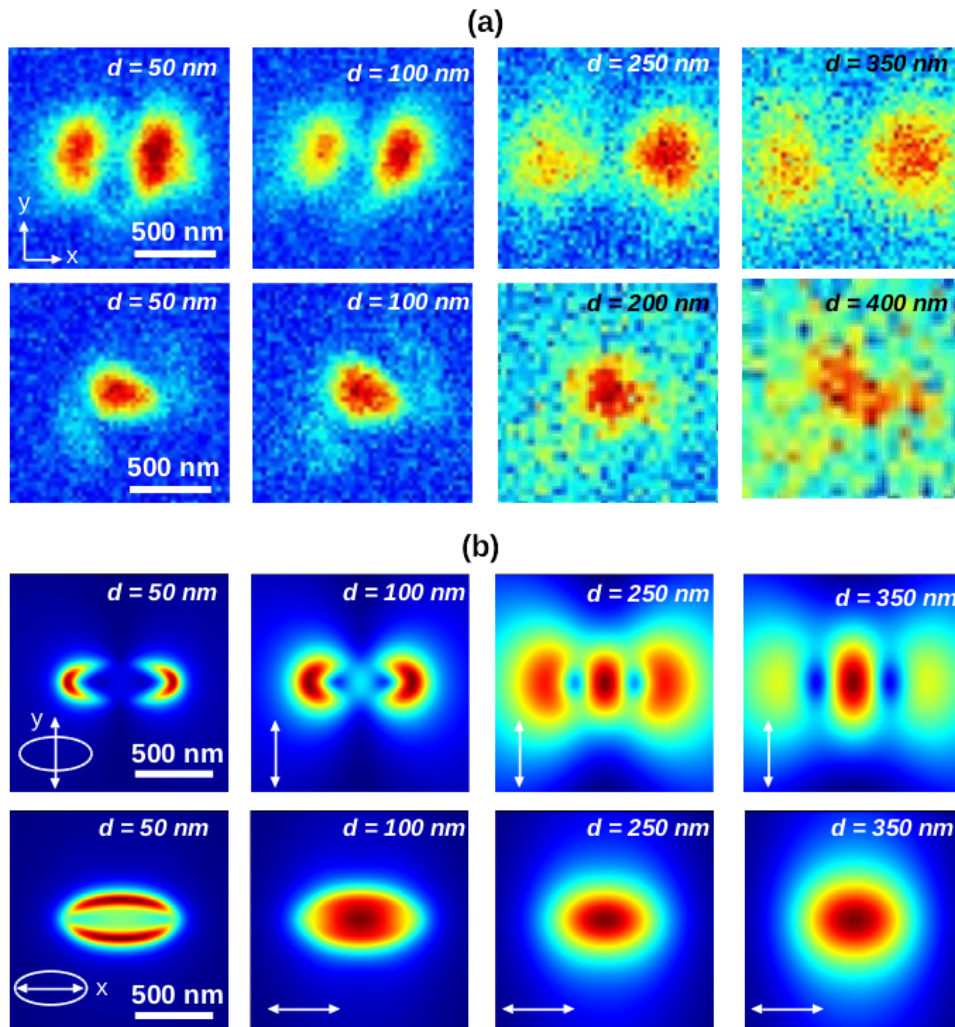 (a)
d = 50 nm
d = 100 nm
d = 250 nm
d = 350 nm
y
x
500 nm
d = 50 nm
d = 100 nm
d = 200 nm
d = 400 nm
500 nm
(b)
d = 50 nm
d = 100 nm
d = 250 nm
d = 350 nm
y
500 nm
d = 50 nm
d = 100 nm
d = 250 nm
d = 350 nm
x
500 nm